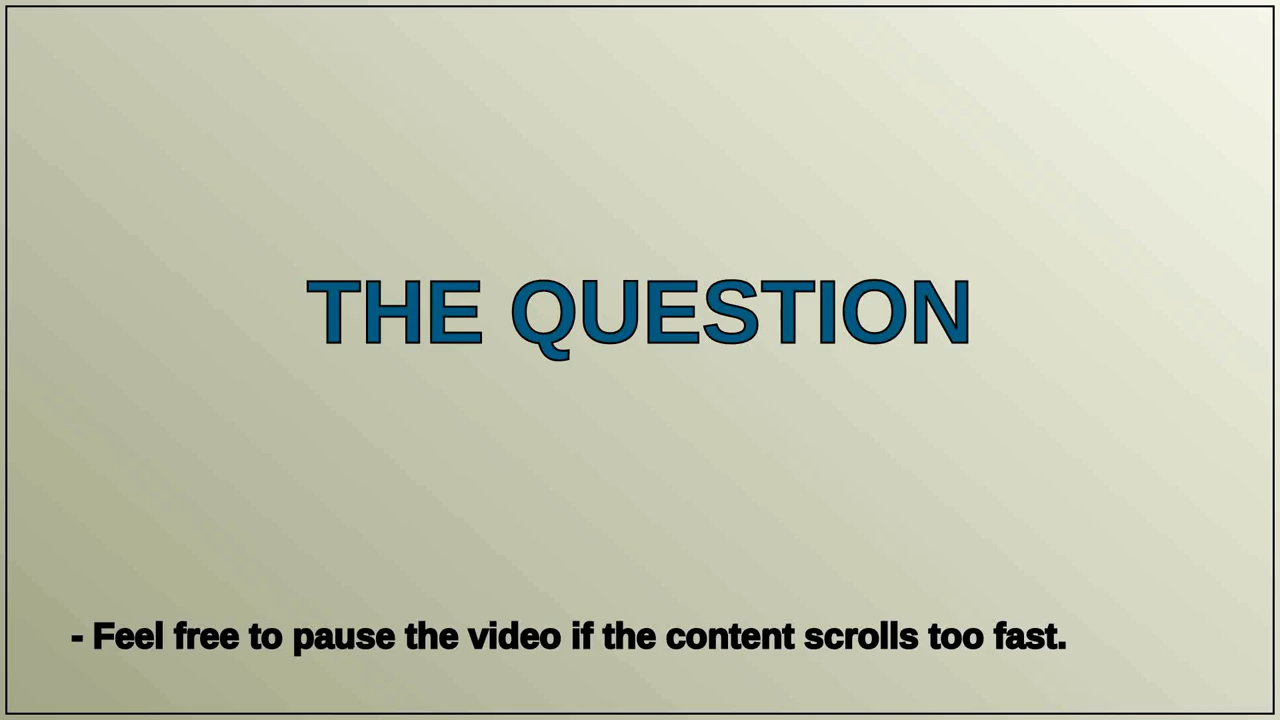 THE QUESTION
- Feel free to pause the video if the content scrolls too fast.